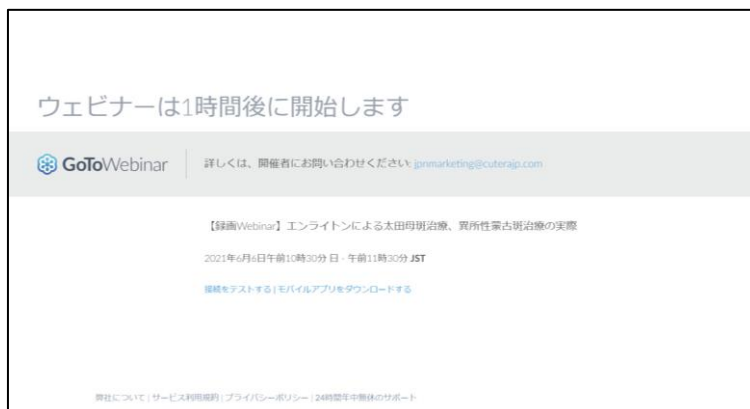 ウェビナーは1時間後に開始します
GoToWebinar
詳しくは、開催者にお問い合わせください: jpnmarketing@cuterajp.com
【録画Webinar】エンライトンによる太田母斑治療、異所性蒙古斑治療の実際
2021年6月6日午前10時30分 日 - 午前11時30分 JST
接続をテストする | モバイルアプリをダウンロードする
弊社について | サービス利用規約 | プライバシーポリシー | 24時間年中無休のサポート